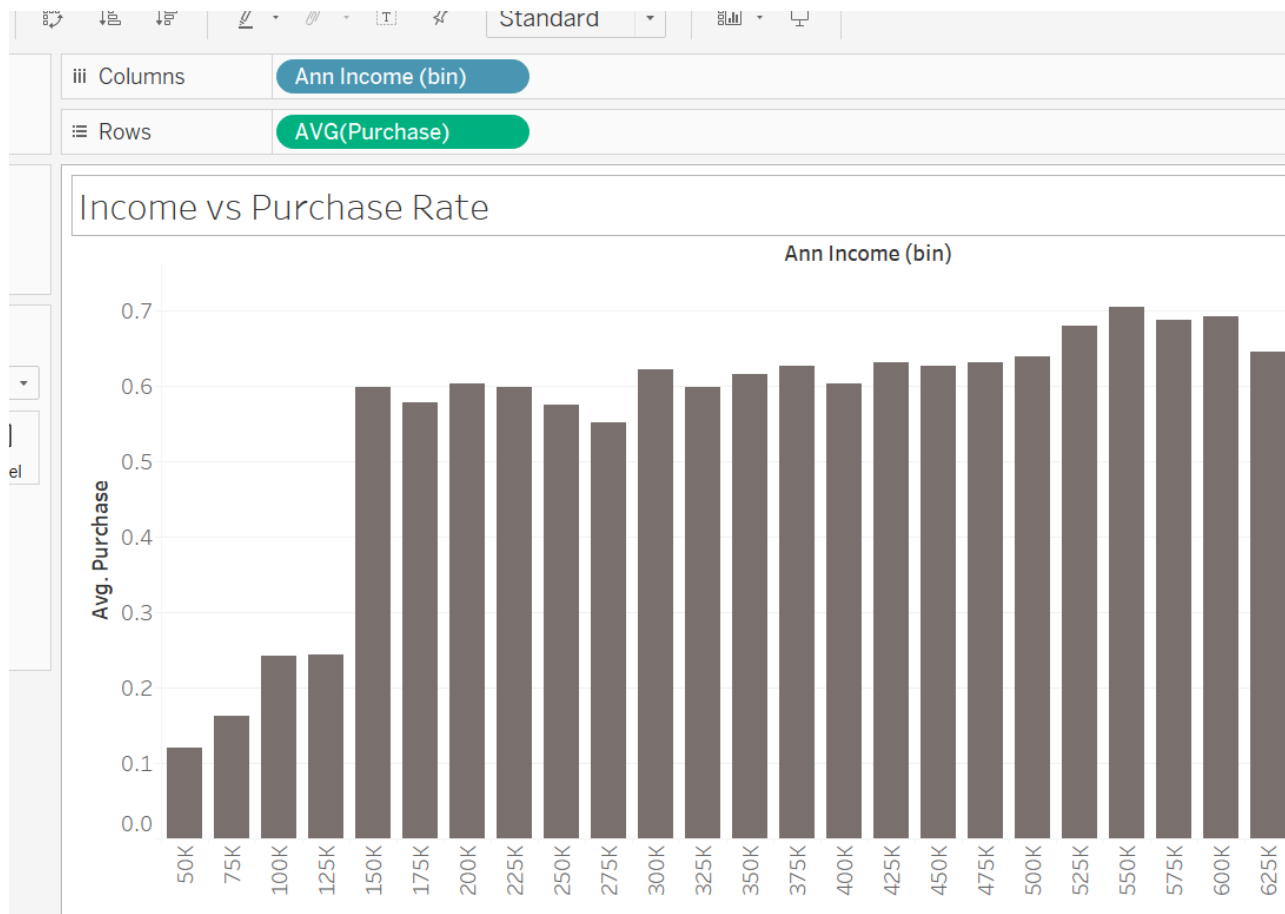 Standard
Columns Ann Income (bin)
Rows AVG(Purchase)
Income vs Purchase Rate
Ann Income (bin)
0.7
0.6
0.5
0.4
0.3
0.2
0.1
0.0
Avg. Purchase
el
50K 75K 100K 125K 150K 175K 200K 225K 250K 275K 300K 325K 350K 375K 400K 425K 450K 475K 500K 525K 550K 575K 600K 625K